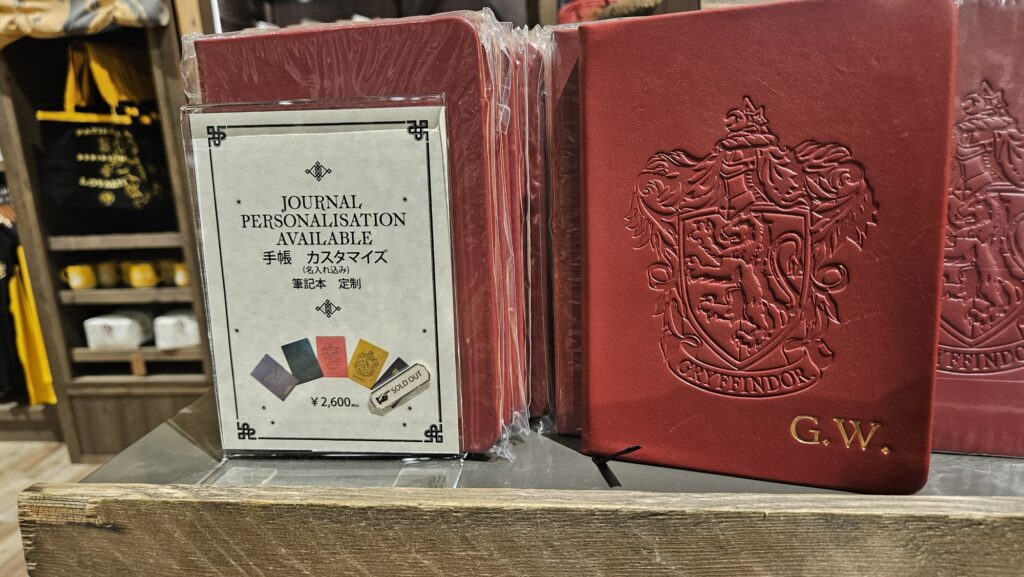 JOURNAL
PERSONALISATION
AVAILABLE
手帳 カスタマイズ
(名入れ込み)
筆記本 定制
SOLD OUT
¥2,600
GRYFFINDOR
G.W.
GRYFFINDOR